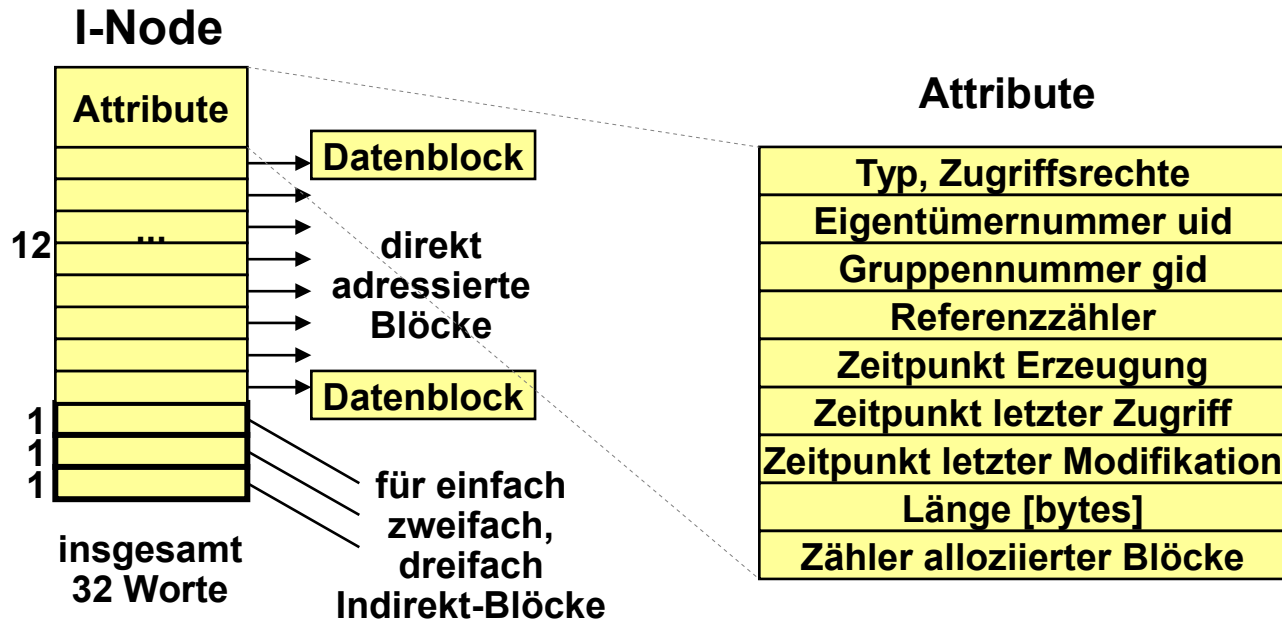 I-Node
Attribute
Datenblock
...
12
direkt
adressierte
Blöcke
Datenblock
1
1
1
für einfach
zweifach,
dreifach
Indirekt-Blöcke
insgesamt
32 Worte
Attribute
Typ, Zugriffsrechte
Eigentümernummer uid
Gruppennummer gid
Referenzzähler
Zeitpunkt Erzeugung
Zeitpunkt letzter Zugriff
Zeitpunkt letzter Modifikation
Länge [bytes]
Zähler alloziierter Blöcke